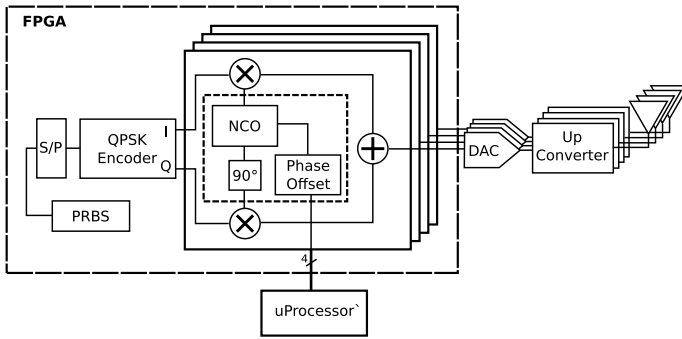 FPGA
S/P
QPSK
Encoder
I
Q
PRBS
NCO
90°
Phase
Offset
DAC
Up
Converter
4
uProcessor`